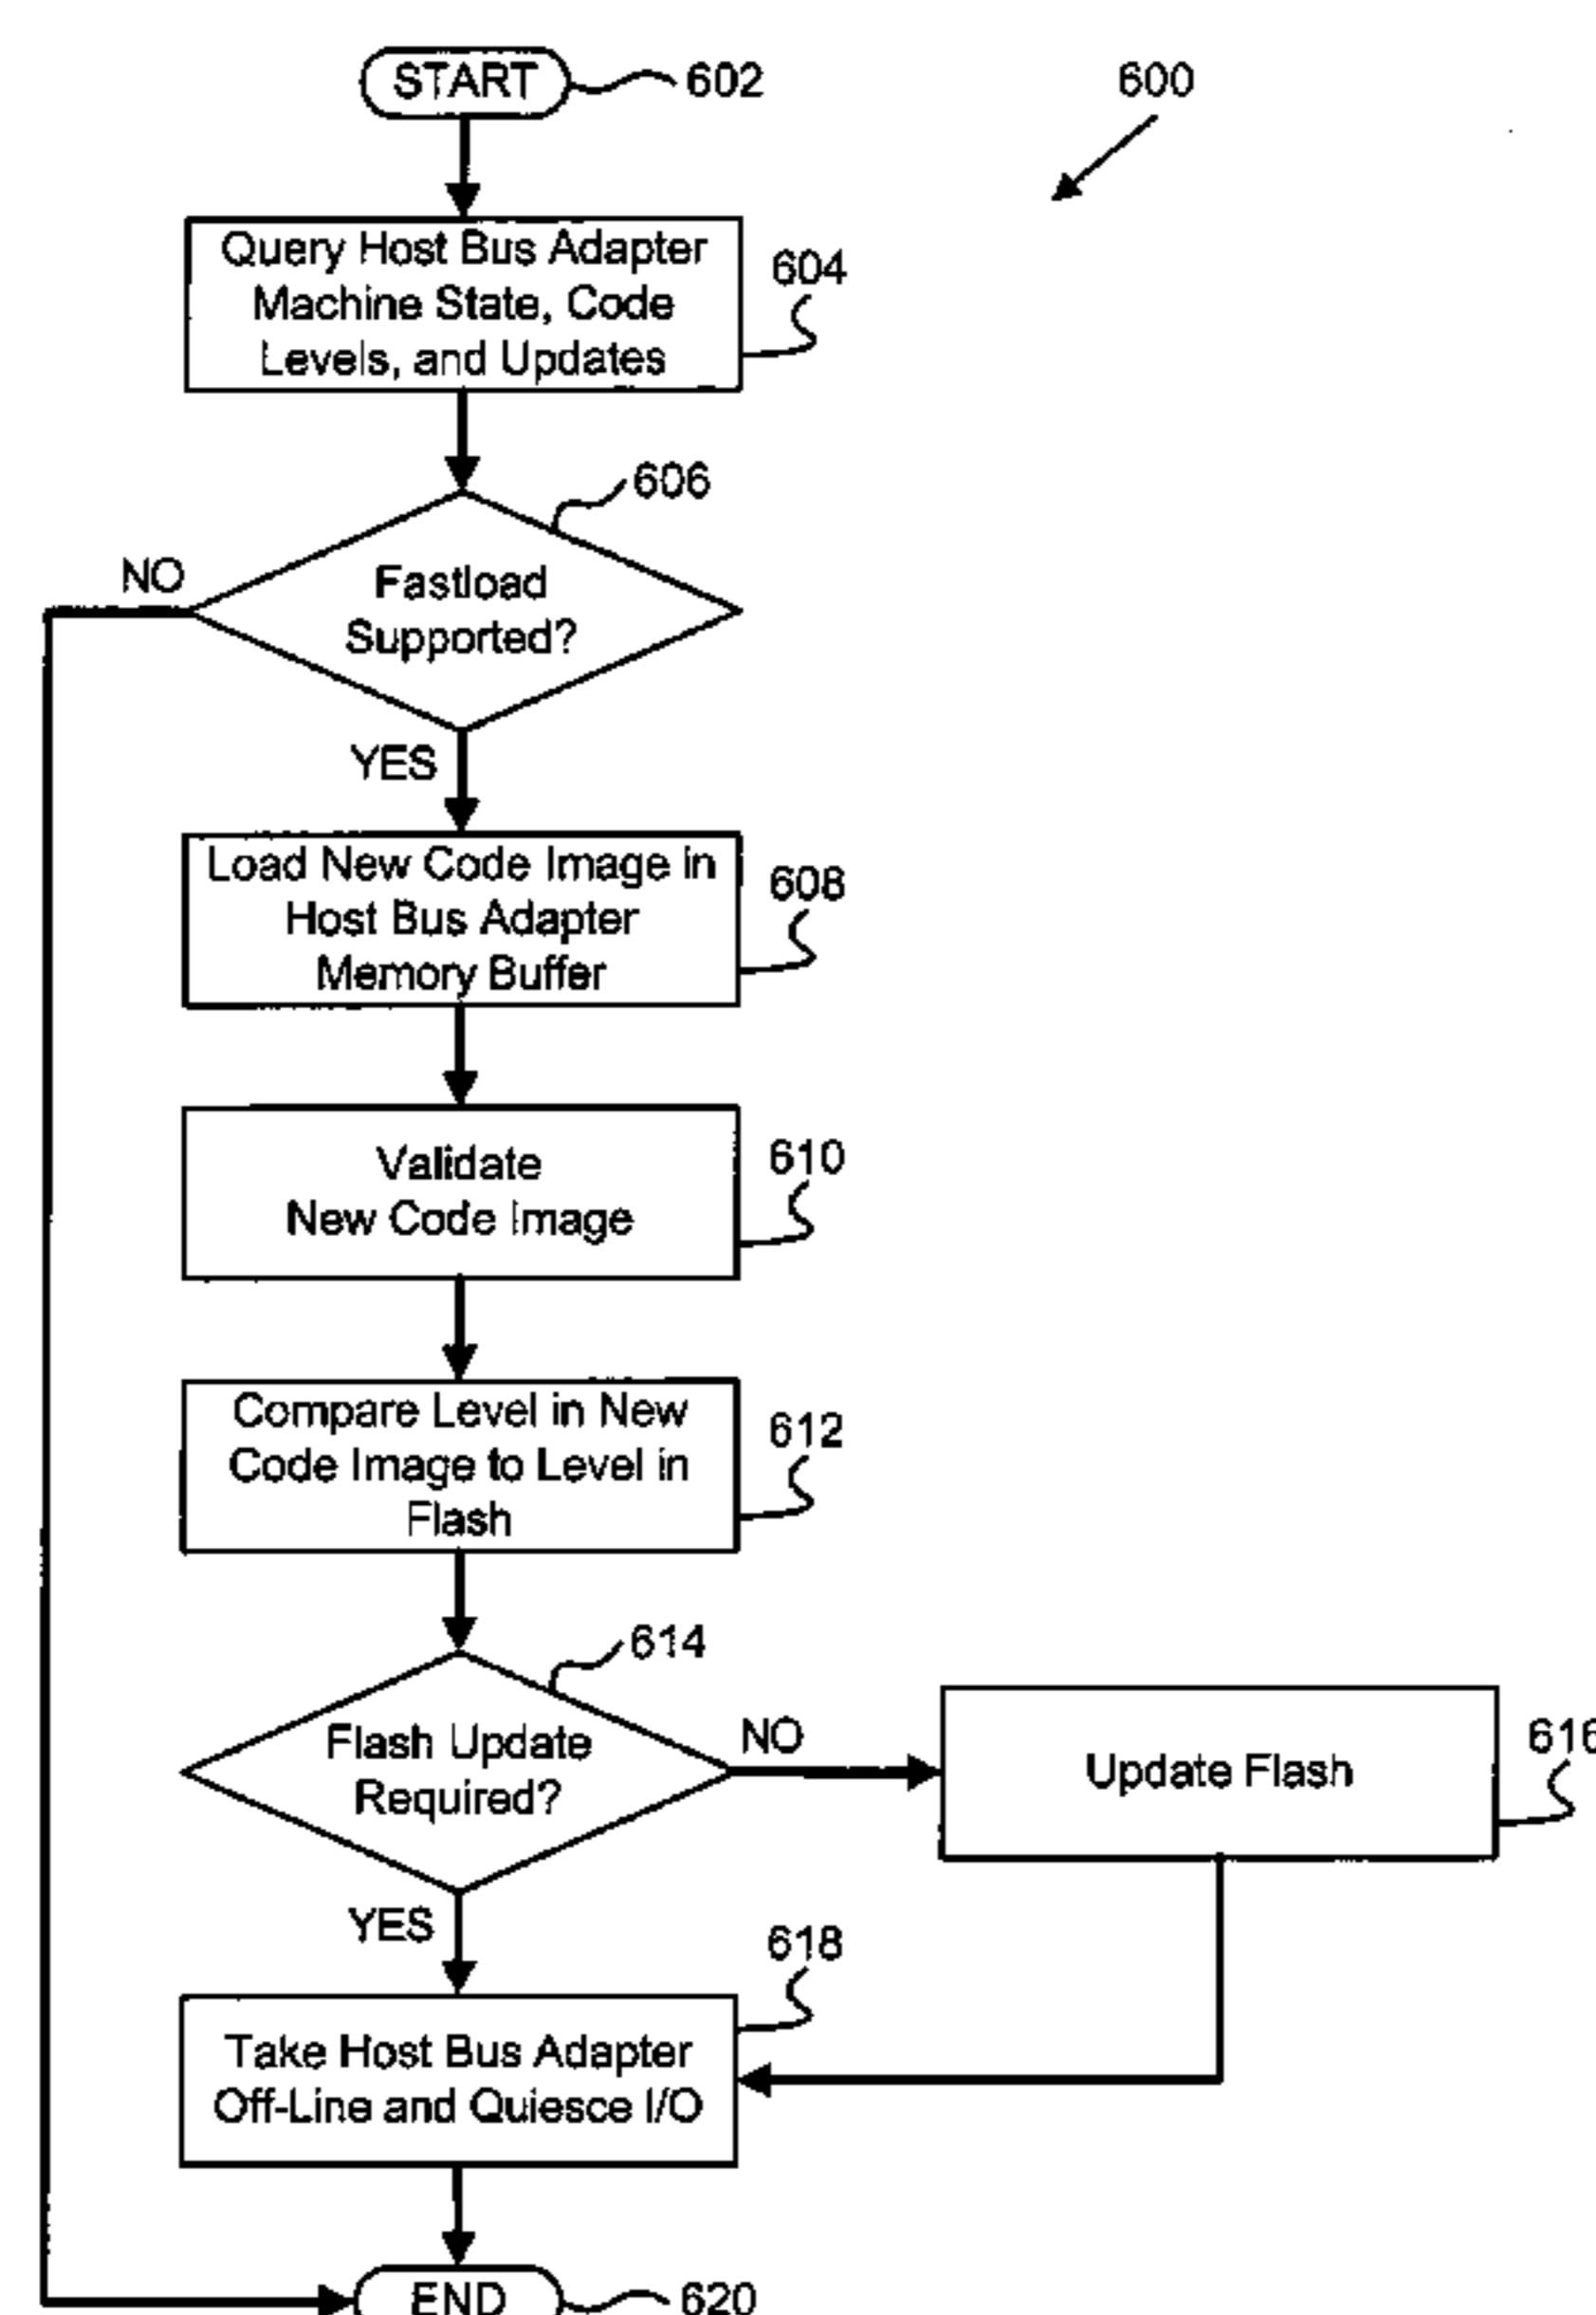 START
602
600
Query Host Bus Adapter
Machine State, Code
Levels, and Updates
604
606
NO
Fastload
Supported?
YES
Load New Code Image in
Host Bus Adapter
Memory Buffer
608
Validate
New Code Image
610
Compare Level in New
Code Image to Level in
Flash
612
614
Flash Update
Required?
NO
Update Flash
616
YES
618
Take Host Bus Adapter
Off-Line and Quiesce I/O
END
620